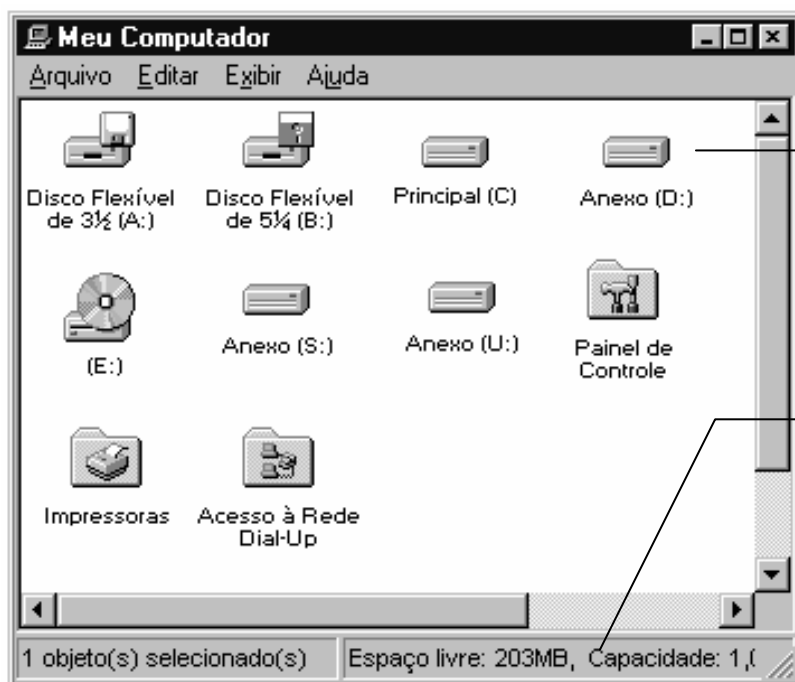 Meu Computador
Arquivo Editar Exibir Ajuda
Disco Flexível de 3½ (A:)
Disco Flexível de 5¼ (B:)
Principal (C)
Anexo (D:)
(E:)
Anexo (S:)
Anexo (U:)
Painel de Controle
Impressoras
Acesso à Rede Dial-Up
1 objeto(s) selecionado(s)
Espaço livre: 203MB, Capacidade: 1,(